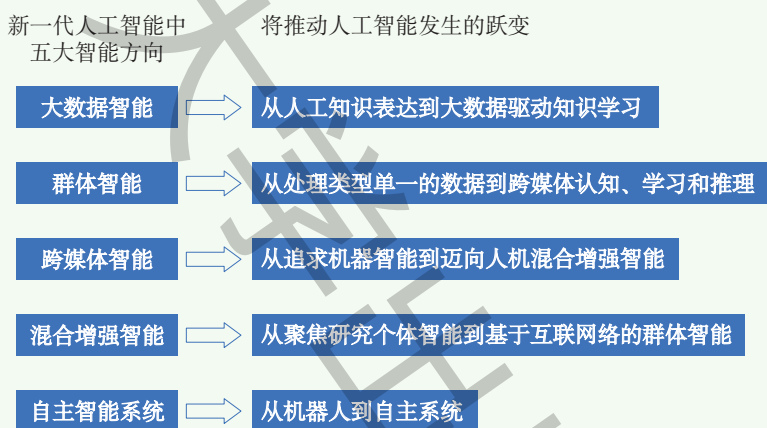 新一代人工智能中 将推动人工智能发生的跃变
五大智能方向
大数据智能 从人工知识表达到大数据驱动知识学习
群体智能 从处理类型单一的数据到跨媒体认知、学习和推理
跨媒体智能 从追求机器智能到迈向人机混合增强智能
混合增强智能 从聚焦研究个体智能到基于互联网络的群体智能
自主智能系统 从机器人到自主系统
大学出